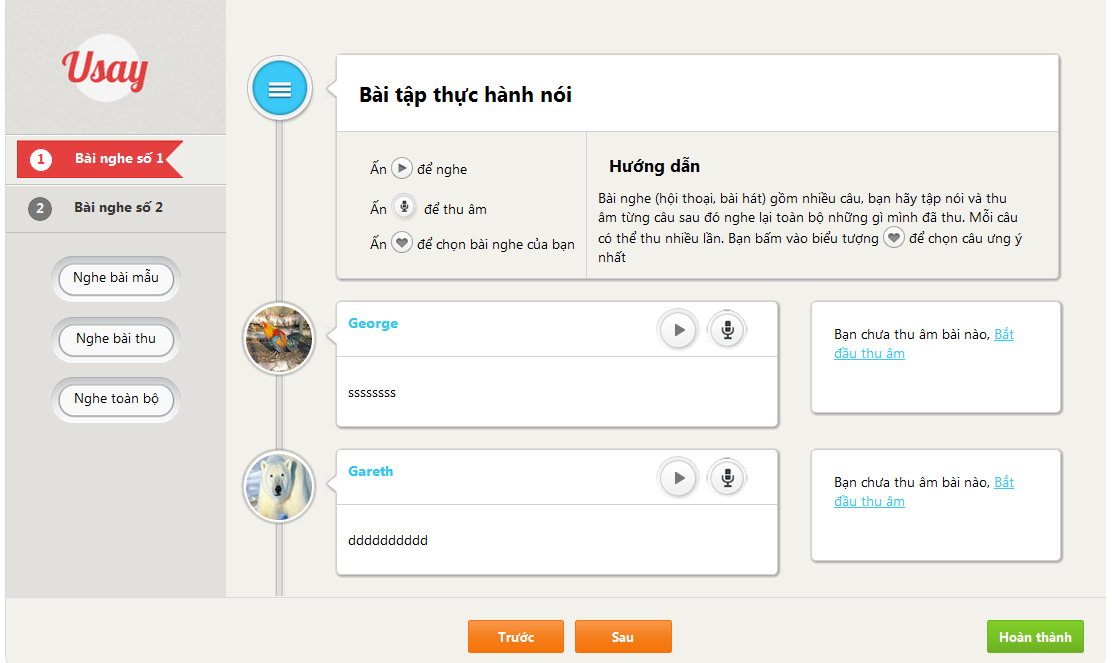 Usay
1 Bài nghe số 1
2 Bài nghe số 2
Nghe bài mẫu
Nghe bài thu
Nghe toàn bộ
Bài tập thực hành nói
Ấn để nghe
Ấn để thu âm
Ấn để chọn bài nghe của bạn
Hướng dẫn
Bài nghe (hội thoại, bài hát) gồm nhiều câu, bạn hãy tập nói và thu
âm từng câu sau đó nghe lại toàn bộ những gì mình đã thu. Mỗi câu
có thể thu nhiều lần. Bạn bấm vào biểu tượng để chọn câu ưng ý
nhất
George
ssssssss
Bạn chưa thu âm bài nào, Bắt
đầu thu âm
Gareth
dddddddddd
Bạn chưa thu âm bài nào, Bắt
đầu thu âm
Trước
Sau
Hoàn thành